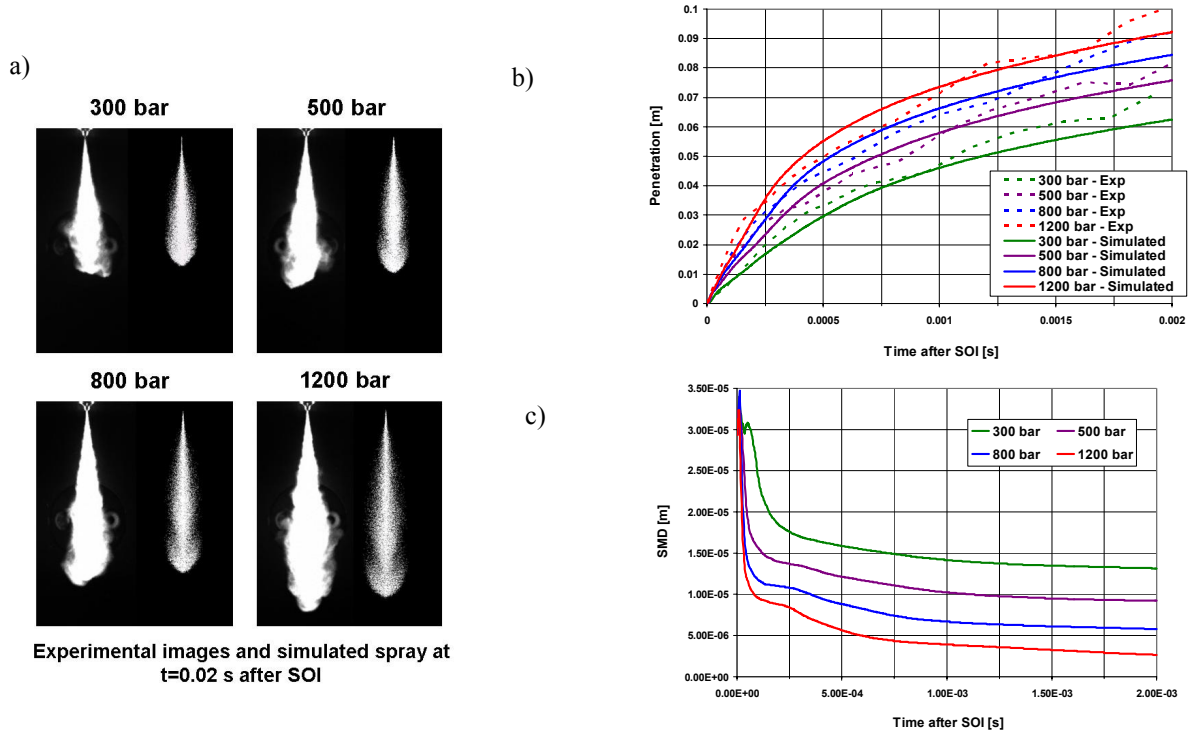 a)
300 bar
500 bar
800 bar
1200 bar
Experimental images and simulated spray at
t=0.02 s after SOI
b)
Penetration [m]
0.1
0.09
0.08
0.07
0.06
0.05
0.04
0.03
0.02
0.01
0
0
0.0005
0.001
0.0015
0.002
Time after SOI [s]
300 bar - Exp
500 bar - Exp
800 bar - Exp
1200 bar - Exp
300 bar - Simulated
500 bar - Simulated
800 bar - Simulated
1200 bar - Simulated
c)
SMD [m]
3.50E-05
3.00E-05
2.50E-05
2.00E-05
1.50E-05
1.00E-05
5.00E-06
0.00E+00
0.00E+00
5.00E-04
1.00E-03
1.50E-03
2.00E-03
Time after SOI [s]
300 bar
500 bar
800 bar
1200 bar